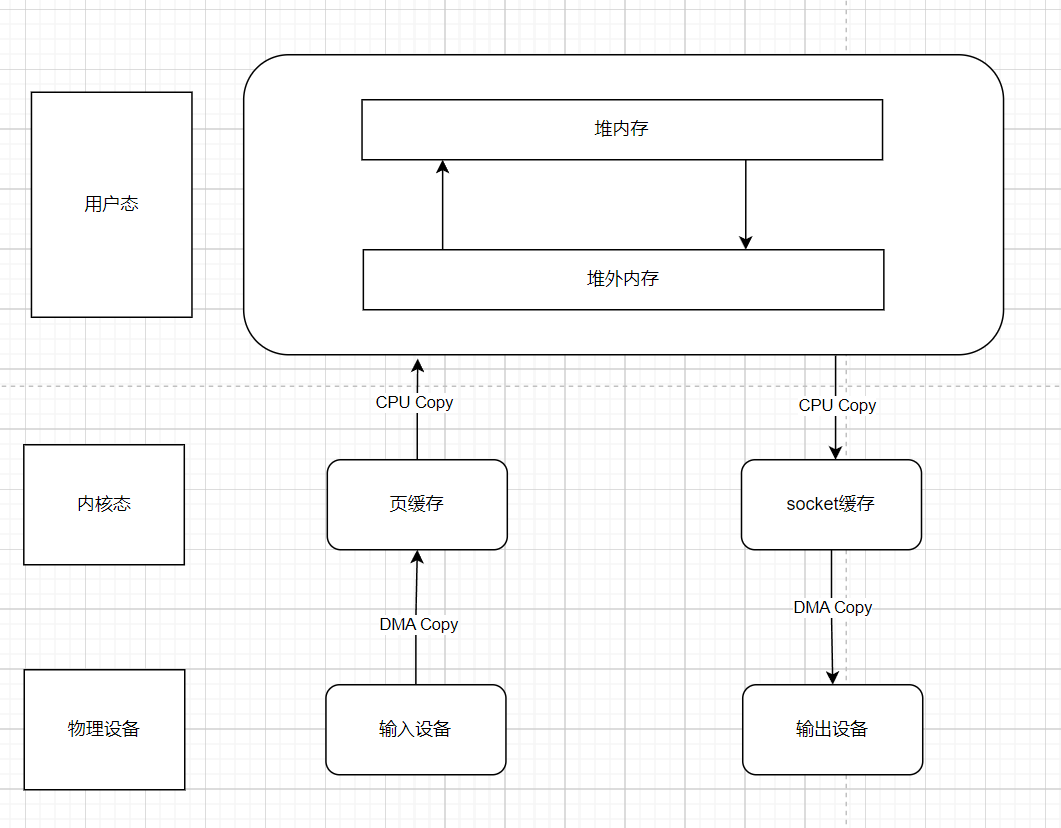 堆内存
用户态
堆外内存
CPU Copy
CPU Copy
内核态
页缓存
socket缓存
DMA Copy
DMA Copy
物理设备
输入设备
输出设备